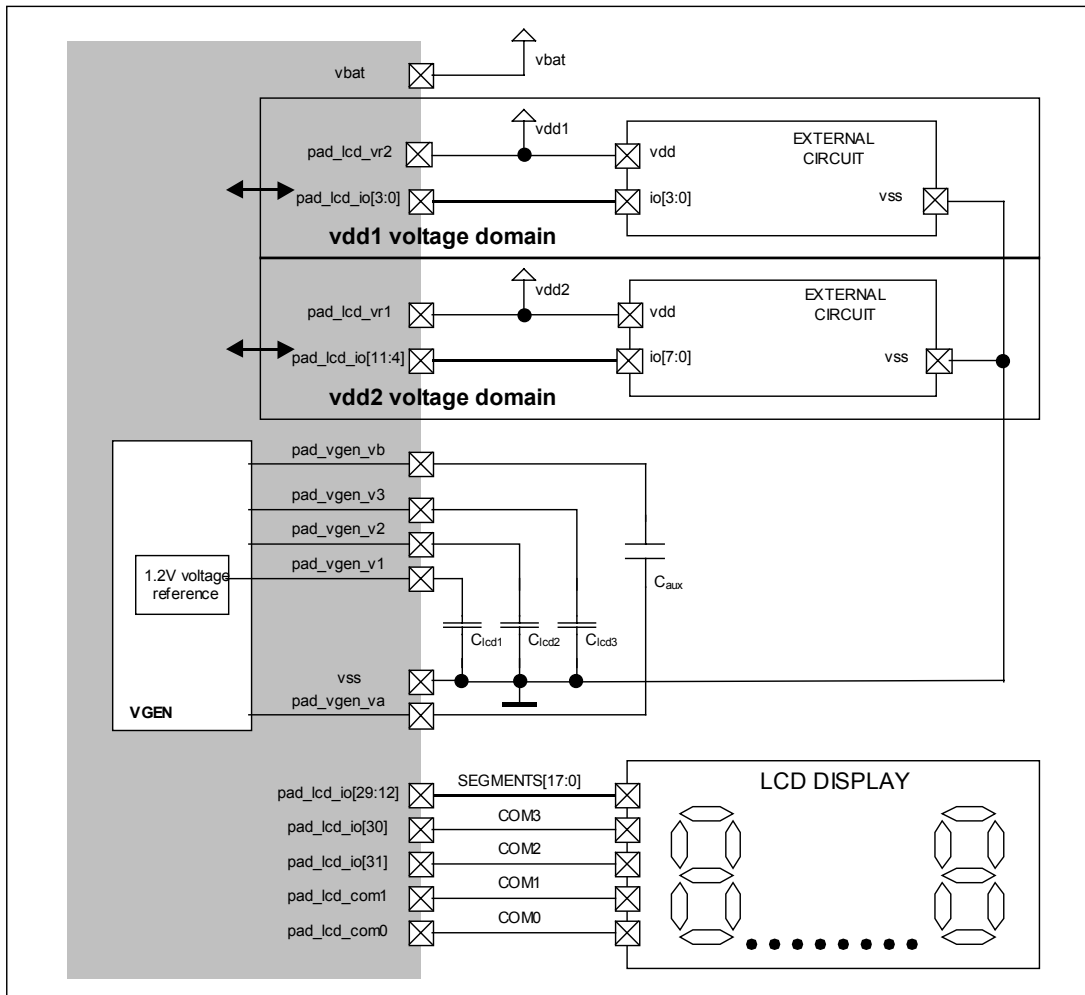 vbat
vbat
pad_lcd_vr2
vdd1
vdd
EXTERNAL
CIRCUIT
pad_lcd_io[3:0]
io[3:0]
vss
vdd1 voltage domain
pad_lcd_vr1
vdd2
vdd
EXTERNAL
CIRCUIT
pad_lcd_io[11:4]
io[7:0]
vss
vdd2 voltage domain
pad_vgen_vb
pad_vgen_v3
pad_vgen_v2
pad_vgen_v1
1.2V voltage
reference
Caux
Clcd1
Clcd2
Clcd3
vss
pad_vgen_va
VGEN
pad_lcd_io[29:12]
SEGMENTS[17:0]
LCD DISPLAY
pad_lcd_io[30]
COM3
pad_lcd_io[31]
COM2
pad_lcd_com1
COM1
pad_lcd_com0
COM0